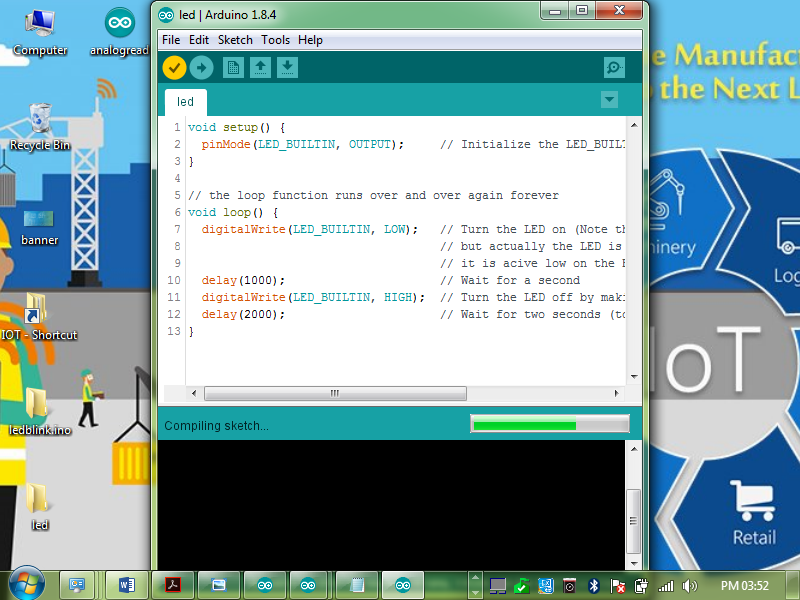 led | Arduino 1.8.4
File Edit Sketch Tools Help
led
1 void setup() {
2 pinMode(LED_BUILTIN, OUTPUT); // Initialize the LED_BUIL
3 }
4
5 // the loop function runs over and over again forever
6 void loop() {
7 digitalWrite(LED_BUILTIN, LOW); // Turn the LED on (Note th
8 // but actually the LED is
9 // it is acive low on the E
10 delay(1000); // Wait for a second
11 digitalWrite(LED_BUILTIN, HIGH); // Turn the LED off by maki
12 delay(2000); // Wait for two seconds (to
13 }
Compiling sketch...
Computer
analogread
Recycle Bin
banner
IOT - Shortcut
ledblink.ino
led
e Manufact
the Next L
hinery
Log
IoT
Retail
PM 03:52